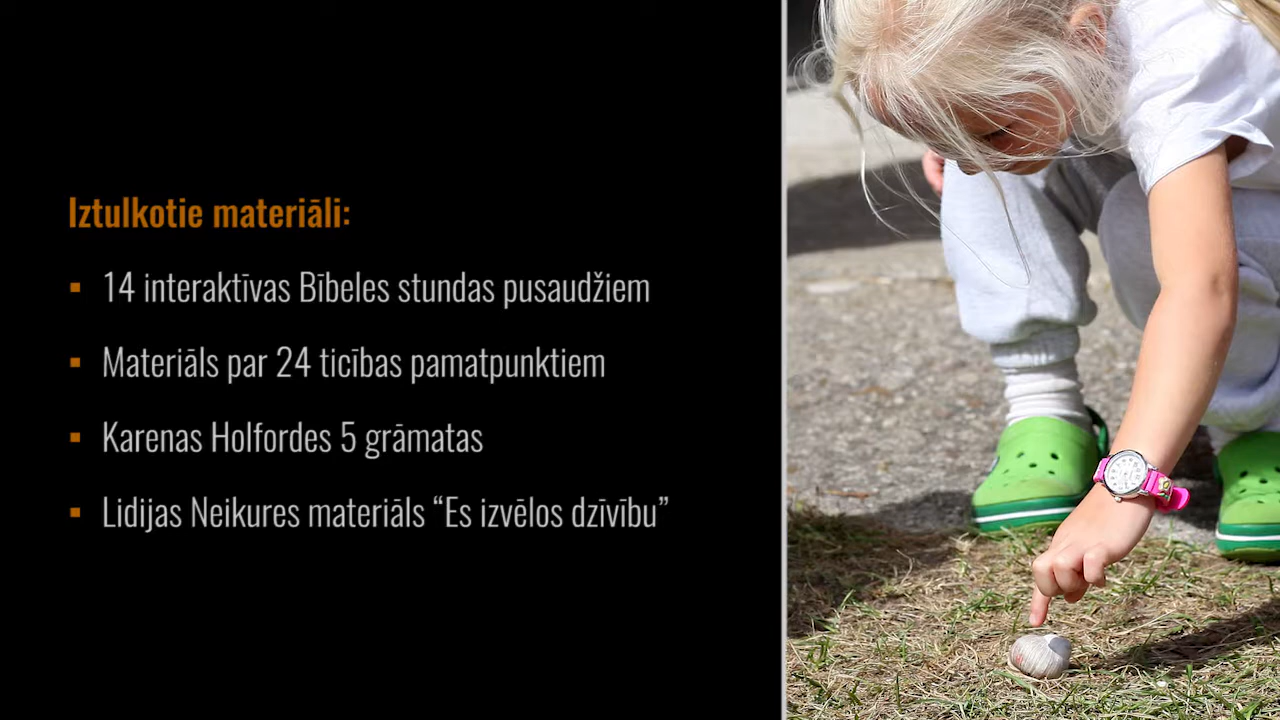 Iztulkotie materiāli:
▪ 14 interaktīvas Bībeles stundas pusaudžiem
▪ Materiāls par 24 ticības pamatpunktiem
▪ Karenas Holfordes 5 grāmatas
▪ Lidijas Neikures materiāls “Es izvēlos dzīvību”